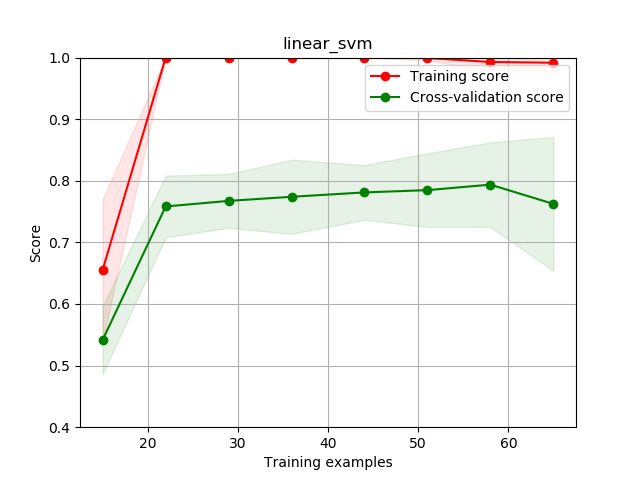 linear_svm
1.0
Training score
Cross-validation score
0.9
0.8
0.7
Score
0.6
0.5
0.4
20 30 40 50 60
Training examples